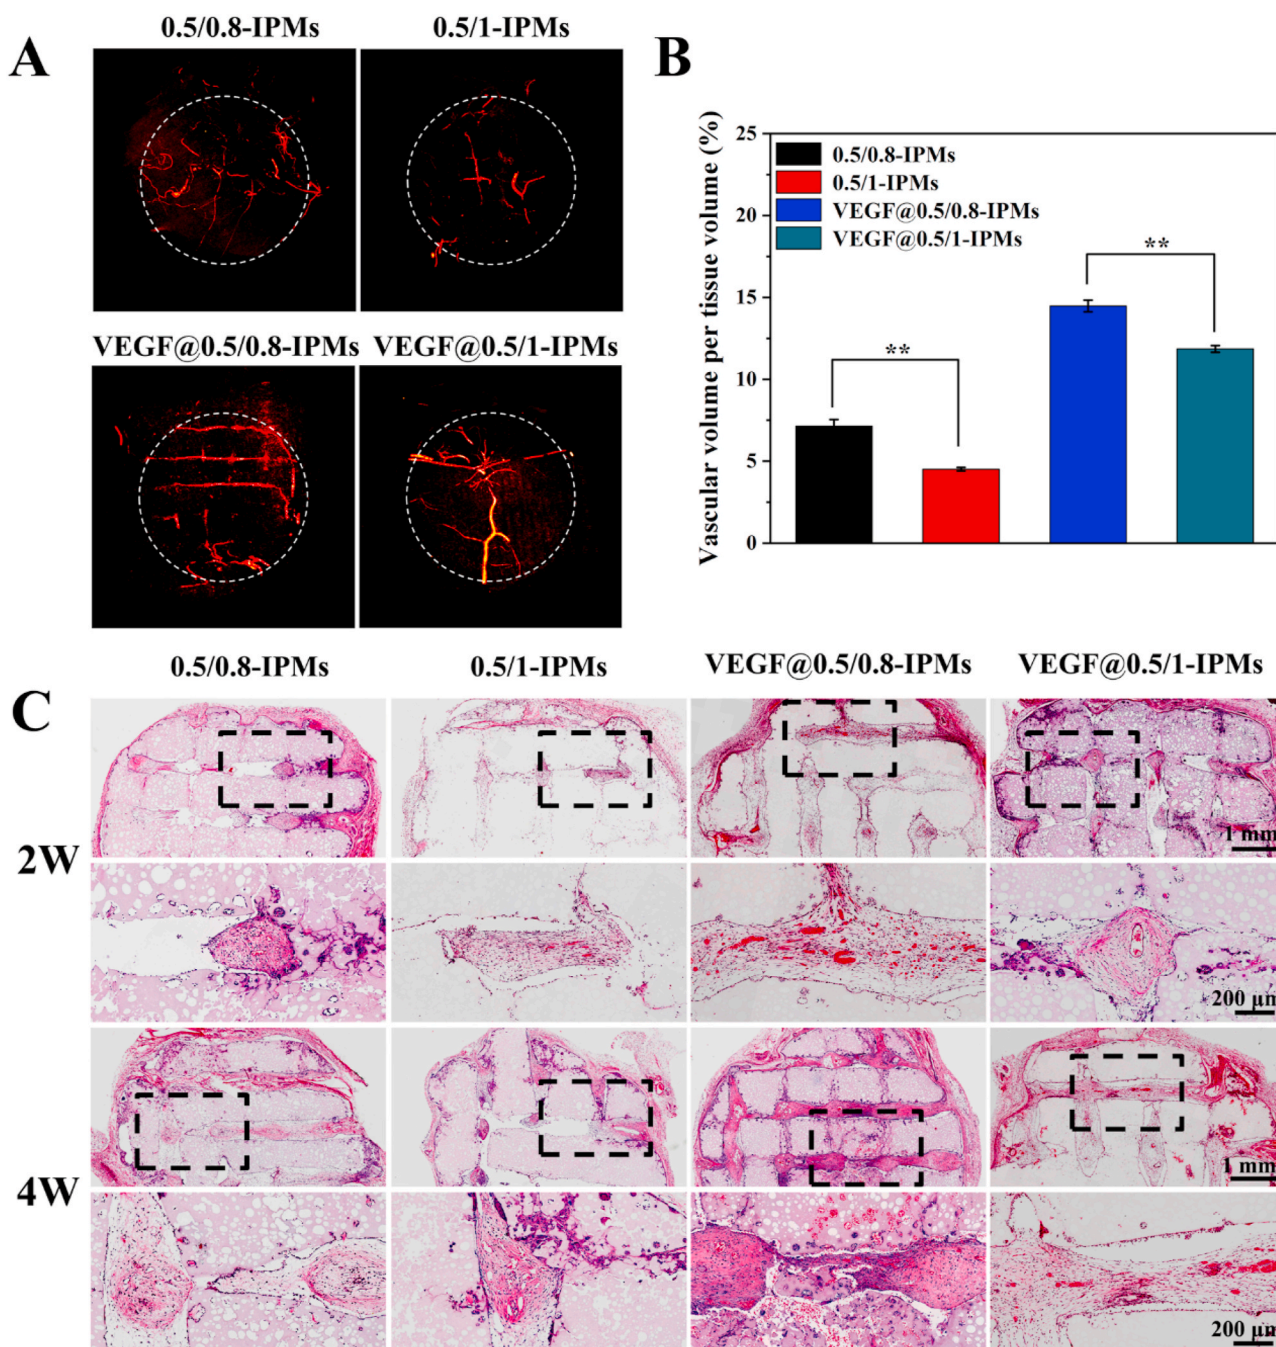 A
0.5/0.8-IPMs
0.5/1-IPMs
VEGF@0.5/0.8-IPMs
VEGF@0.5/1-IPMs
B
Vascular volume per tissue volume (%)
25
20
15
10
5
0
0.5/0.8-IPMs
0.5/1-IPMs
VEGF@0.5/0.8-IPMs
VEGF@0.5/1-IPMs
**
**
C
0.5/0.8-IPMs
0.5/1-IPMs
VEGF@0.5/0.8-IPMs
VEGF@0.5/1-IPMs
2W
1 mm
200 µm
4W
1 mm
200 µm